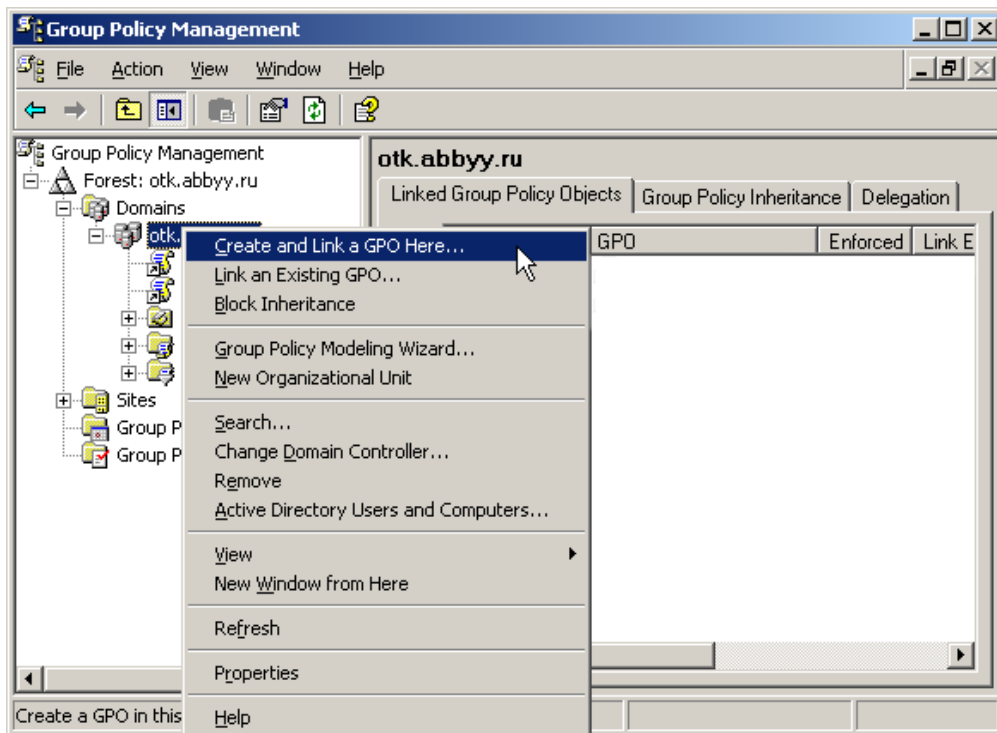 Group Policy Management
File Action View Window Help
Group Policy Management
Forest: otk.abbyy.ru
Domains
otk.
Sites
Group P
Group P
otk.abbyy.ru
Linked Group Policy Objects Group Policy Inheritance Delegation
GPO Enforced Link E
Create and Link a GPO Here...
Link an Existing GPO...
Block Inheritance
Group Policy Modeling Wizard...
New Organizational Unit
Search...
Change Domain Controller...
Remove
Active Directory Users and Computers...
View
New Window from Here
Refresh
Properties
Help
Create a GPO in this